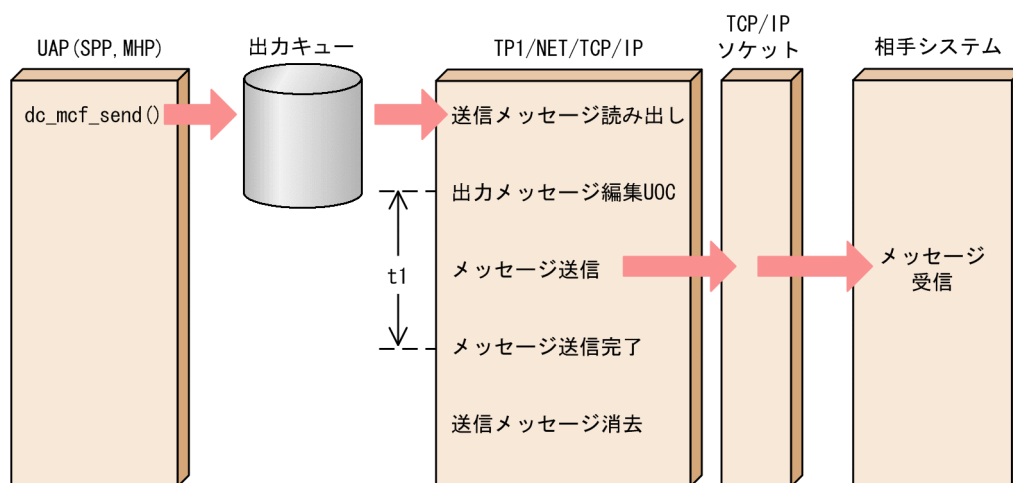 UAP(SPP,MHP)
出力キュー
TP1/NET/TCP/IP
TCP/IP
ソケット
相手システム
dc_mcf_send()
送信メッセージ読み出し
出力メッセージ編集UOC
t1
メッセージ送信
メッセージ
受信
メッセージ送信完了
送信メッセージ消去